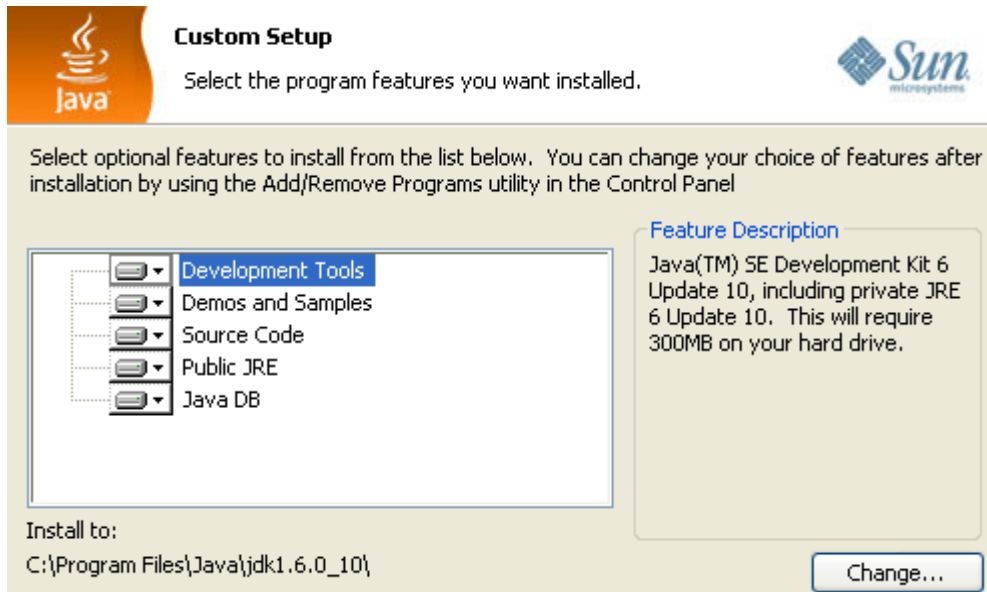 Java
Custom Setup
Select the program features you want installed.
Sun
microsystems
Select optional features to install from the list below.  You can change your choice of features after
installation by using the Add/Remove Programs utility in the Control Panel
Development Tools
Demos and Samples
Source Code
Public JRE
Java DB
Feature Description
Java(TM) SE Development Kit 6
Update 10, including private JRE
6 Update 10.  This will require
300MB on your hard drive.
Install to:
C:\Program Files\Java\jdk1.6.0_10\
Change...